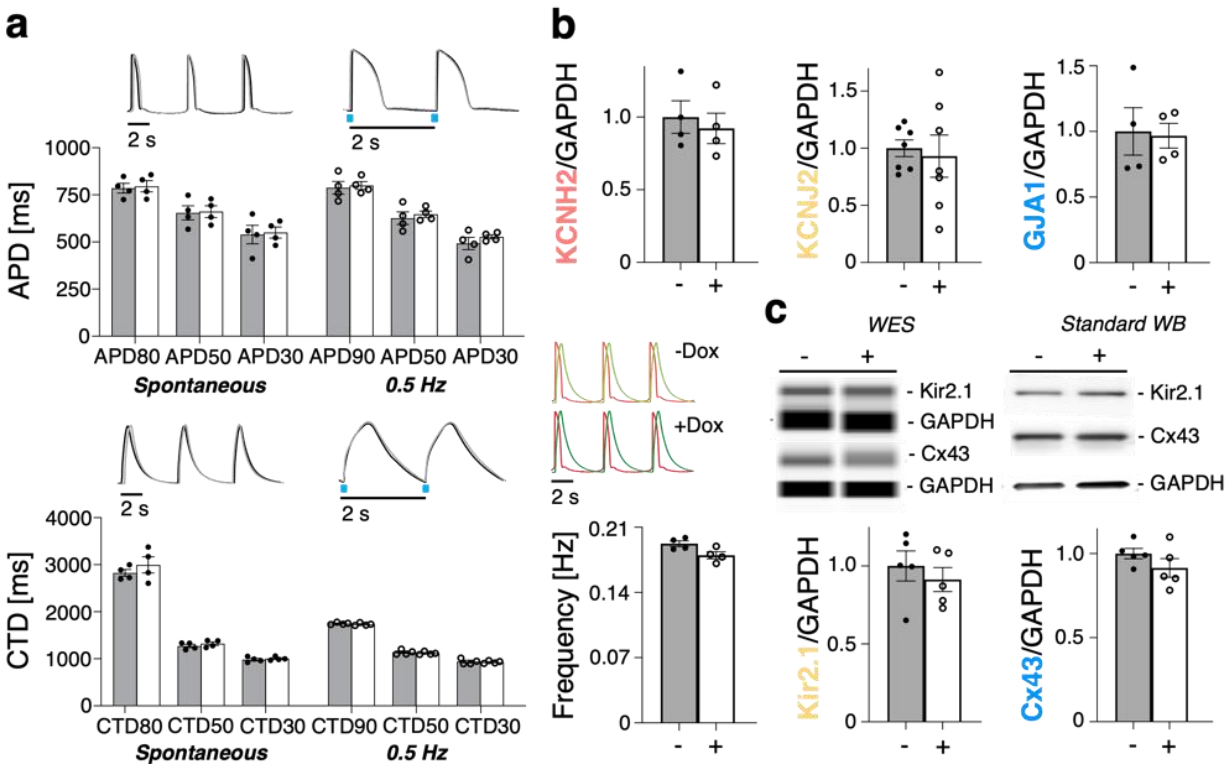 a
2 s
2 s
APD [ms]
1000
750
500
250
0
APD80 APD50 APD30 APD90 APD50 APD30
Spontaneous 0.5 Hz
2 s
2 s
CTD [ms]
4000
3000
2000
1000
0
CTD80 CTD50 CTD30 CTD90 CTD50 CTD30
Spontaneous 0.5 Hz
b
KCNH2/GAPDH
1.0
0.5
0
- +
KCNJ2/GAPDH
1.5
1.0
0.5
0
- +
GJA1/GAPDH
1.5
1.0
0.5
0
- +
-Dox
+Dox
2 s
Frequency [Hz]
0.21
0.14
0.07
0
- +
c
WES
- +
- Kir2.1
- GAPDH
- Cx43
- GAPDH
Standard WB
- +
- Kir2.1
- Cx43
- GAPDH
Kir2.1/GAPDH
1.0
0.5
0
- +
Cx43/GAPDH
1.0
0.5
0
- +